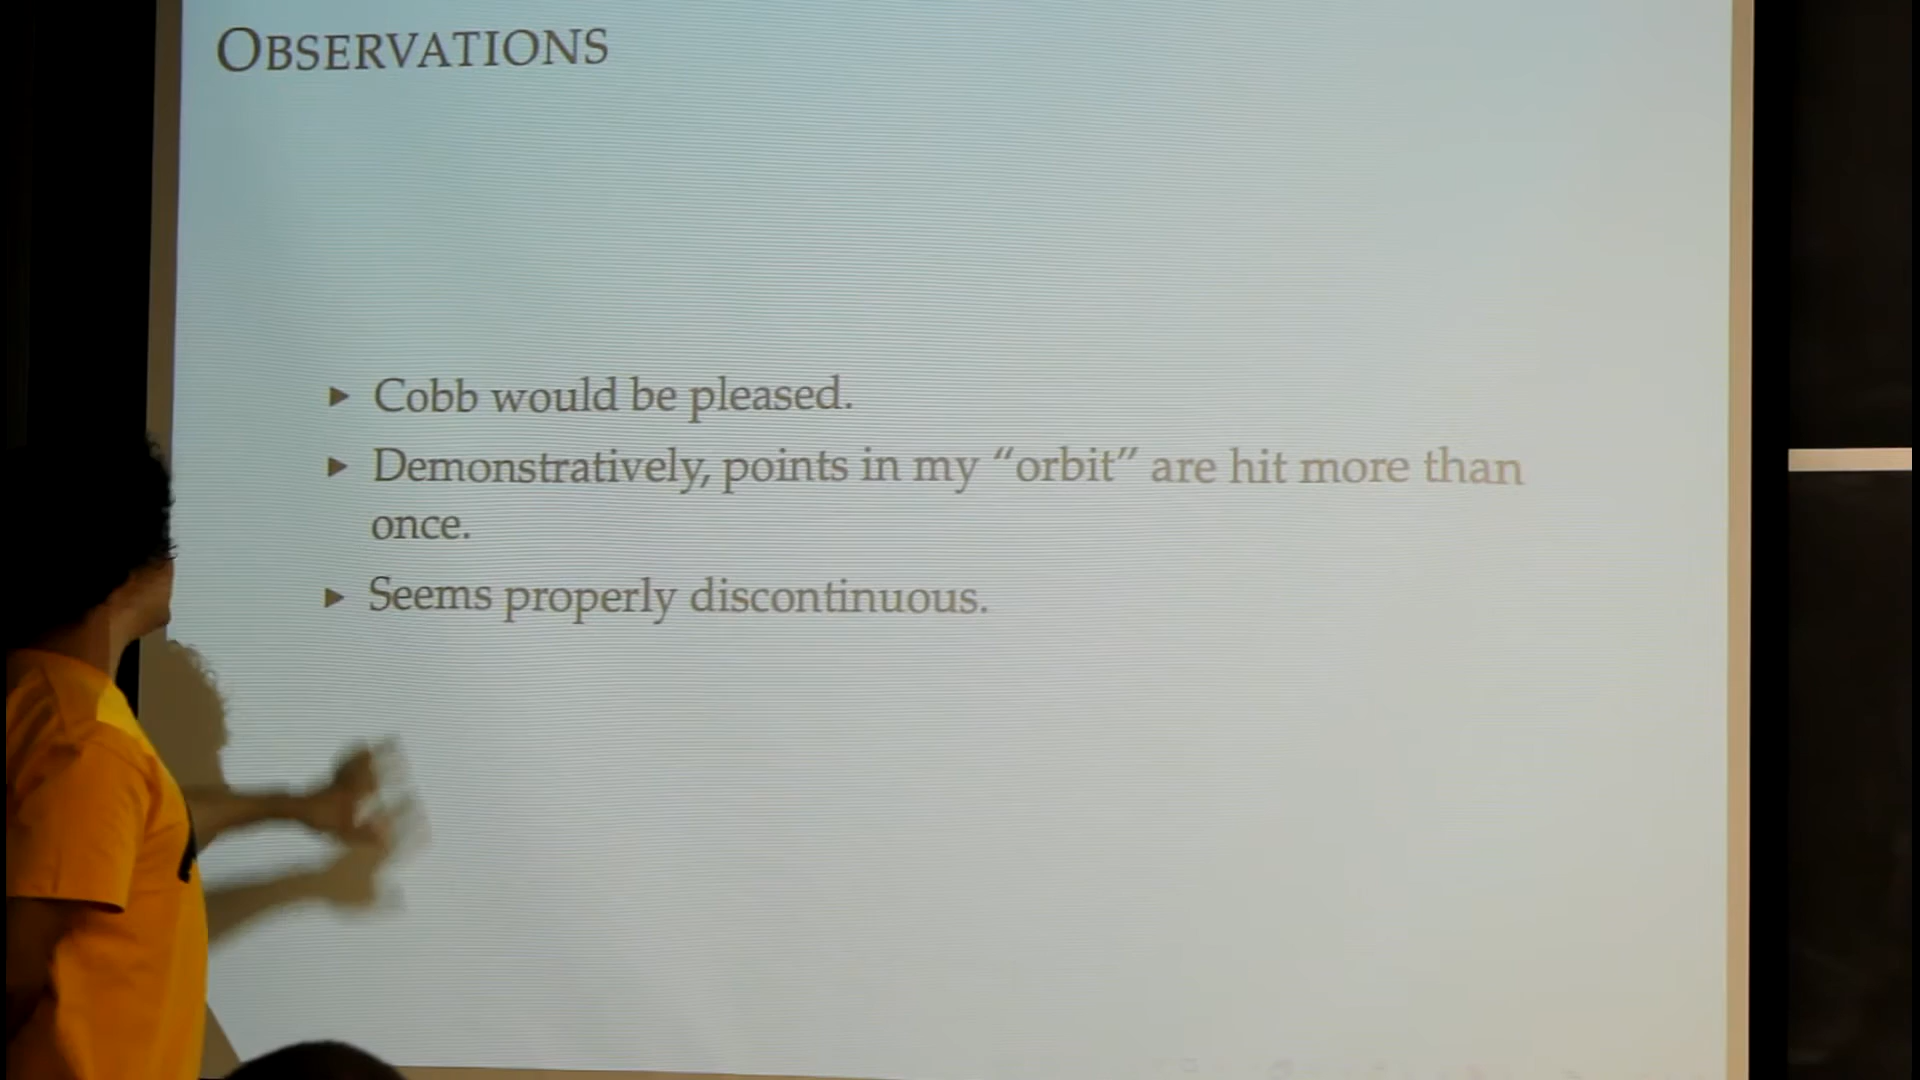 OBSERVATIONS
► Cobb would be pleased.
► Demonstratively, points in my “orbit” are hit more than
once.
► Seems properly discontinuous.